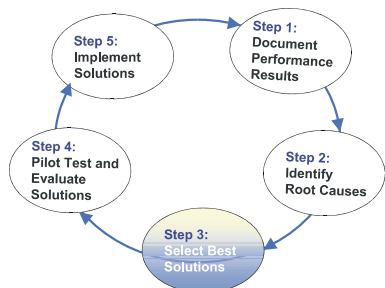 Step 1:
Document
Performance
Results
Step 2:
Identify
Root Causes
Step 3:
Select Best
Solutions
Step 4:
Pilot Test and
Evaluate
Solutions
Step 5:
Implement
Solutions